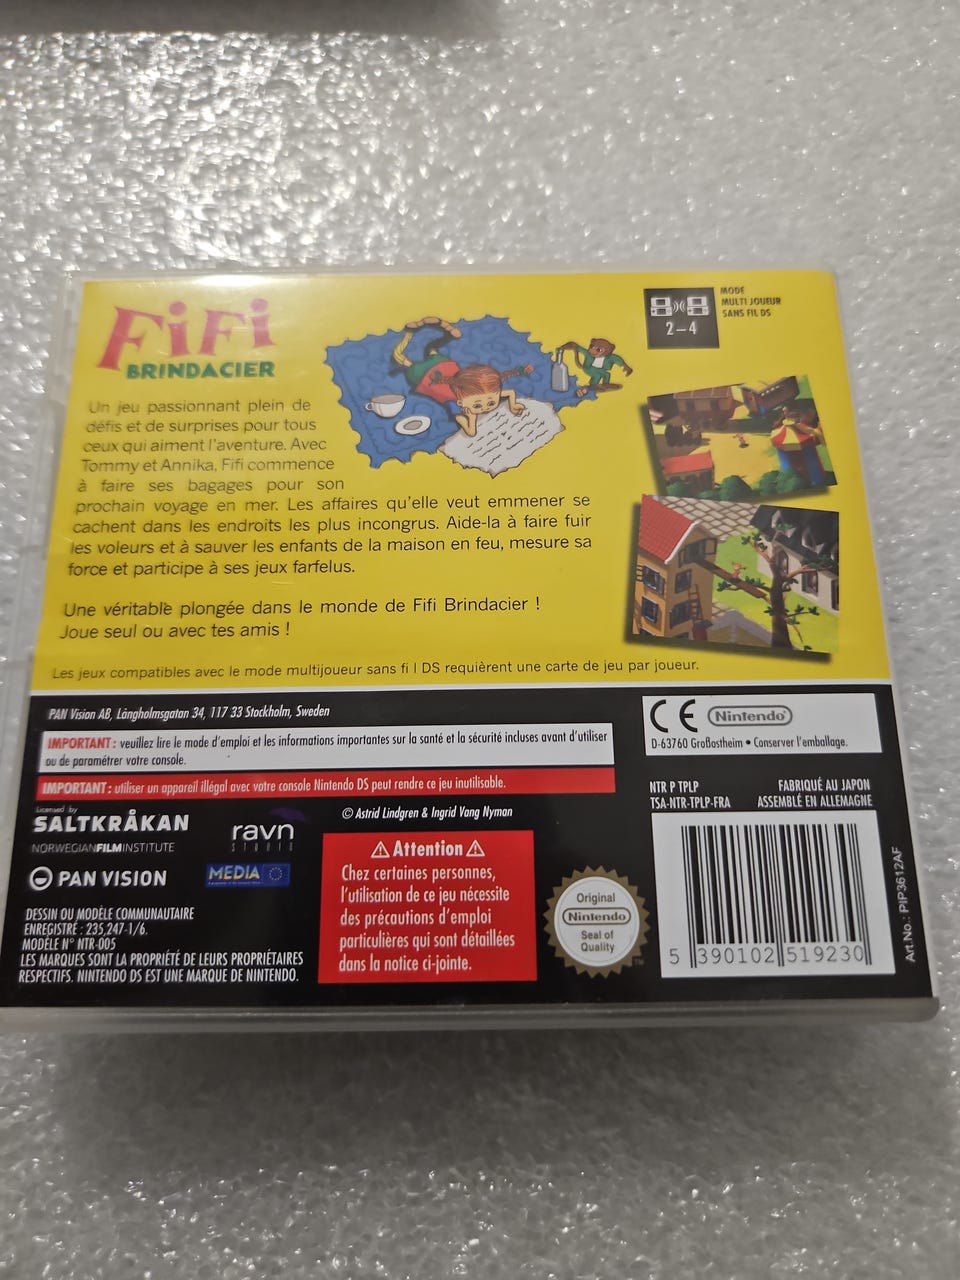 FiFi
BRINDACIER
Un jeu passionnant plein de
défis et de surprises pour tous
ceux qui aiment l'aventure. Avec
Tommy et Annika, Fifi commence
à faire ses bagages pour son
prochain voyage en mer. Les affaires qu'elle veut emmener se
cachent dans les endroits les plus incongrus. Aide-la à faire fuir
les voleurs et à sauver les enfants de la maison en feu, mesure sa
force et participe à ses jeux farfelus.
Une véritable plongée dans le monde de Fifi Brindacier !
Joue seul ou avec tes amis !
2–4
MODE
MULTI JOUEUR
SANS FIL DS
Les jeux compatibles avec le mode multijoueur sans fi l DS requièrent une carte de jeu par joueur.
PAN Vision AB, Långholmsgatan 34, 117 33 Stockholm, Sweden
IMPORTANT : veuillez lire le mode d'emploi et les informations importantes sur la santé et la sécurité incluses avant d'utiliser
ou de paramétrer votre console.
IMPORTANT : utiliser un appareil illégal avec votre console Nintendo DS peut rendre ce jeu inutilisable.
CE Nintendo
D-63760 Großostheim • Conserver l'emballage.
Licensed by
SALTKRÅKAN
NORWEGIANFILMINSTITUTE
PAN VISION
ravn
STUDIO
MEDIA
© Astrid Lindgren & Ingrid Vang Nyman
DESSIN OU MODÈLE COMMUNAUTAIRE
ENREGISTRÉ : 235,247-1/6.
MODÈLE N° NTR-005
LES MARQUES SONT LA PROPRIÉTÉ DE LEURS PROPRIÉTAIRES
RESPECTIFS. NINTENDO DS EST UNE MARQUE DE NINTENDO.
Attention
Chez certaines personnes,
l'utilisation de ce jeu nécessite
des précautions d'emploi
particulières qui sont détaillées
dans la notice ci-jointe.
Original
Nintendo
Seal of
Quality
TM
NTR P TPLP
TSA-NTR-TPLP-FRA
FABRIQUÉ AU JAPON
ASSEMBLÉ EN ALLEMAGNE
5 390102 519230
Art.No.: PIP3612AF